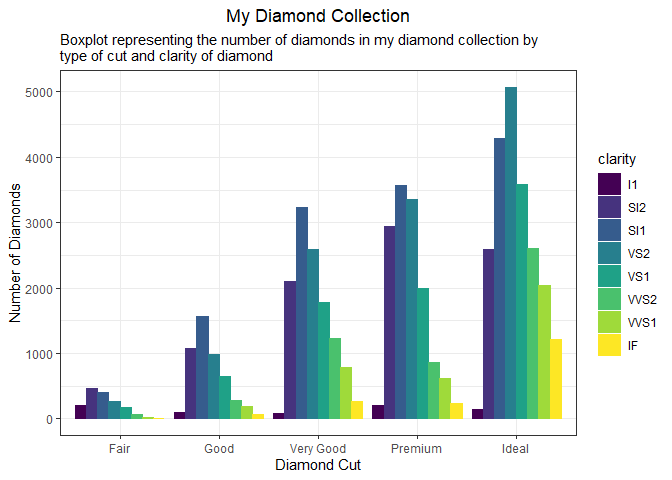 My Diamond Collection
Boxplot representing the number of diamonds in my diamond collection by
type of cut and clarity of diamond
Number of Diamonds
5000
4000
3000
2000
1000
0
Fair Good Very Good Premium Ideal
Diamond Cut
clarity
I1
SI2
SI1
VS2
VS1
VVS2
VVS1
IF